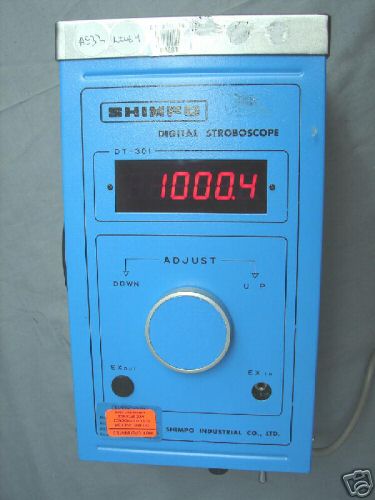 SHIMPO
DIGITAL STROBOSCOPE
DT-301
1000.4
ADJUST
DOWN UP
EX OUT EX IN
SHIMPO INDUSTRIAL CO., LTD.